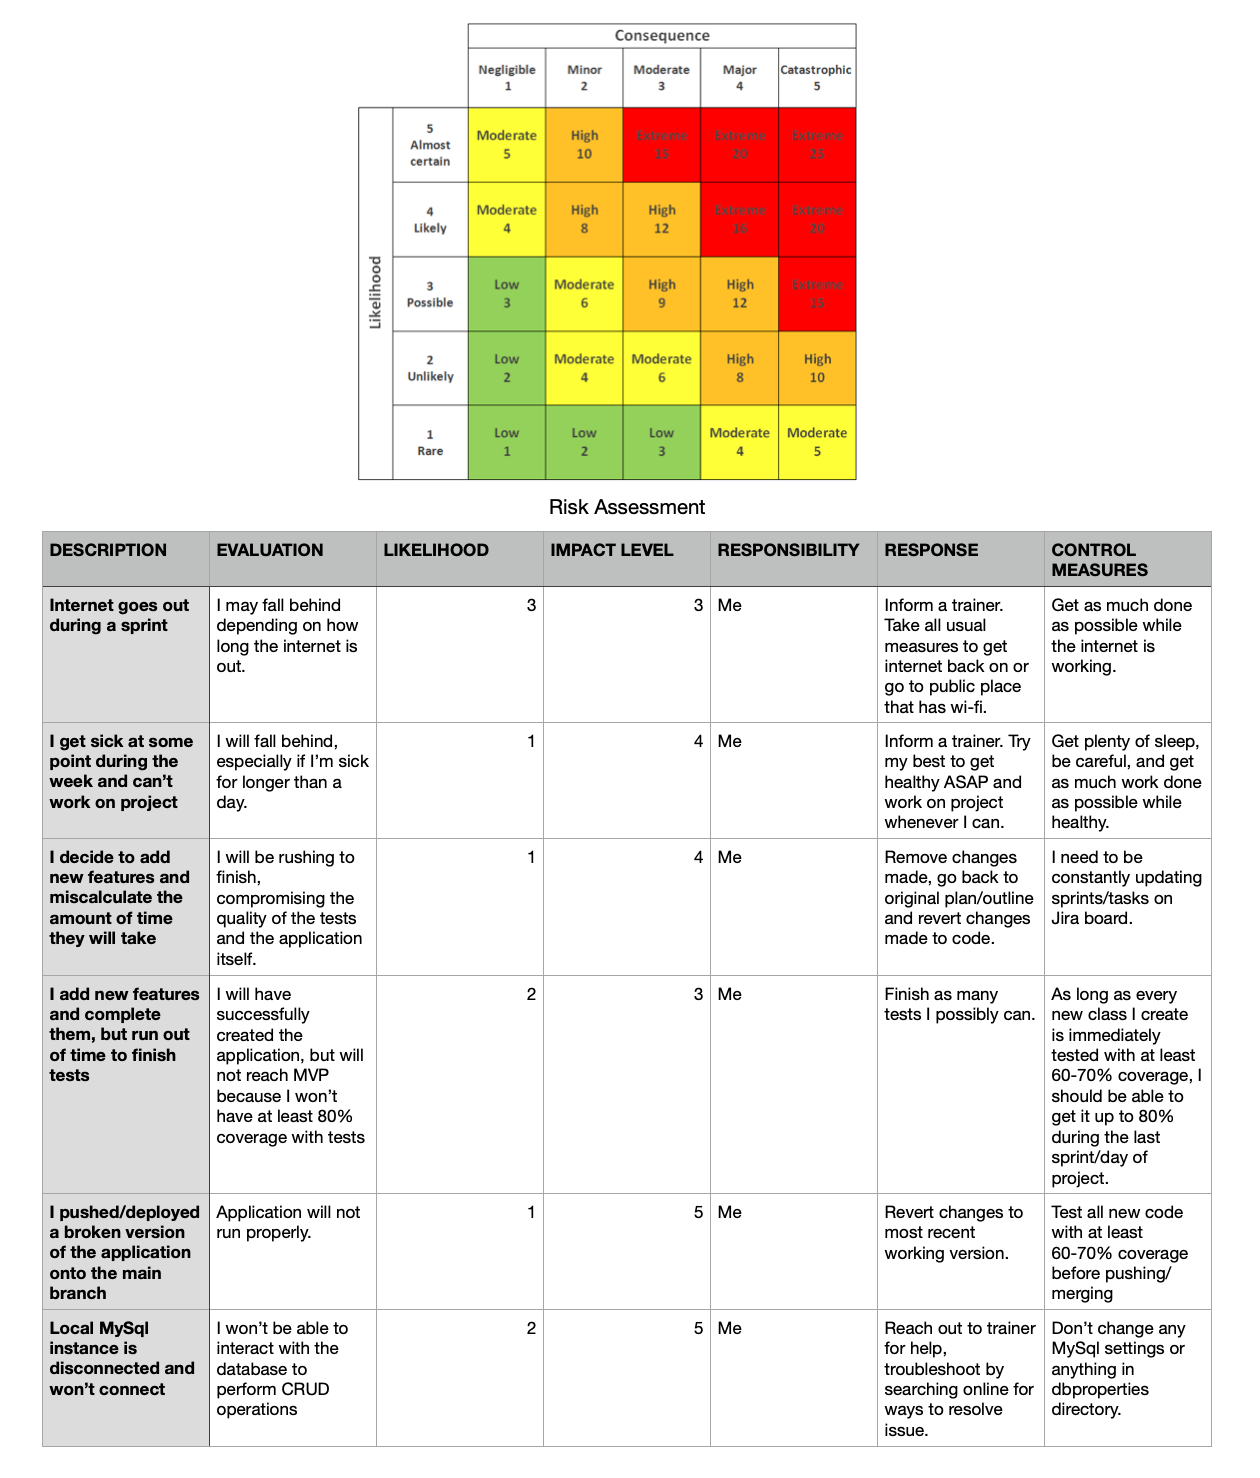 Consequence
Negligible Minor Moderate Major Catastrophic
1 2 3 4 5
Likelihood
5
Almost
certain
Moderate High Extreme Extreme Extreme
5 10 15 20 25
4
Likely
Moderate High High Extreme Extreme
4 8 12 16 20
3
Possible
Low Moderate High High Extreme
3 6 9 12 15
2
Unlikely
Low Moderate Moderate High High
2 4 6 8 10
1
Rare
Low Low Low Moderate Moderate
1 2 3 4 5
Risk Assessment
DESCRIPTION
EVALUATION
LIKELIHOOD
IMPACT LEVEL
RESPONSIBILITY
RESPONSE
CONTROL
MEASURES
Internet goes out
during a sprint
I may fall behind
depending on how
long the internet is
out.
3
3
Me
Inform a trainer.
Take all usual
measures to get
internet back on or
go to public place
that has wi-fi.
Get as much done
as possible while
the internet is
working.
I get sick at some
point during the
week and can’t
work on project
I will fall behind,
especially if I’m sick
for longer than a
day.
1
4
Me
Inform a trainer. Try
my best to get
healthy ASAP and
work on project
whenever I can.
Get plenty of sleep,
be careful, and get
as much work done
as possible while
healthy.
I decide to add
new features and
miscalculate the
amount of time
they will take
I will be rushing to
finish,
compromising the
quality of the tests
and the application
itself.
1
4
Me
Remove changes
made, go back to
original plan/outline
and revert changes
made to code.
I need to be
constantly updating
sprints/tasks on
Jira board.
I add new features
and complete
them, but run out
of time to finish
tests
I will have
successfully
created the
application, but will
not reach MVP
because I won’t
have at least 80%
coverage with tests
2
3
Me
Finish as many
tests I possibly can.
As long as every
new class I create
is immediately
tested with at least
60-70% coverage, I
should be able to
get it up to 80%
during the last
sprint/day of
project.
I pushed/deployed
a broken version
of the application
onto the main
branch
Application will not
run properly.
1
5
Me
Revert changes to
most recent
working version.
Test all new code
with at least
60-70% coverage
before pushing/
merging
Local MySql
instance is
disconnected and
won’t connect
I won’t be able to
interact with the
database to
perform CRUD
operations
2
5
Me
Reach out to trainer
for help,
troubleshoot by
searching online for
ways to resolve
issue.
Don’t change any
MySql settings or
anything in
dbproperties
directory.